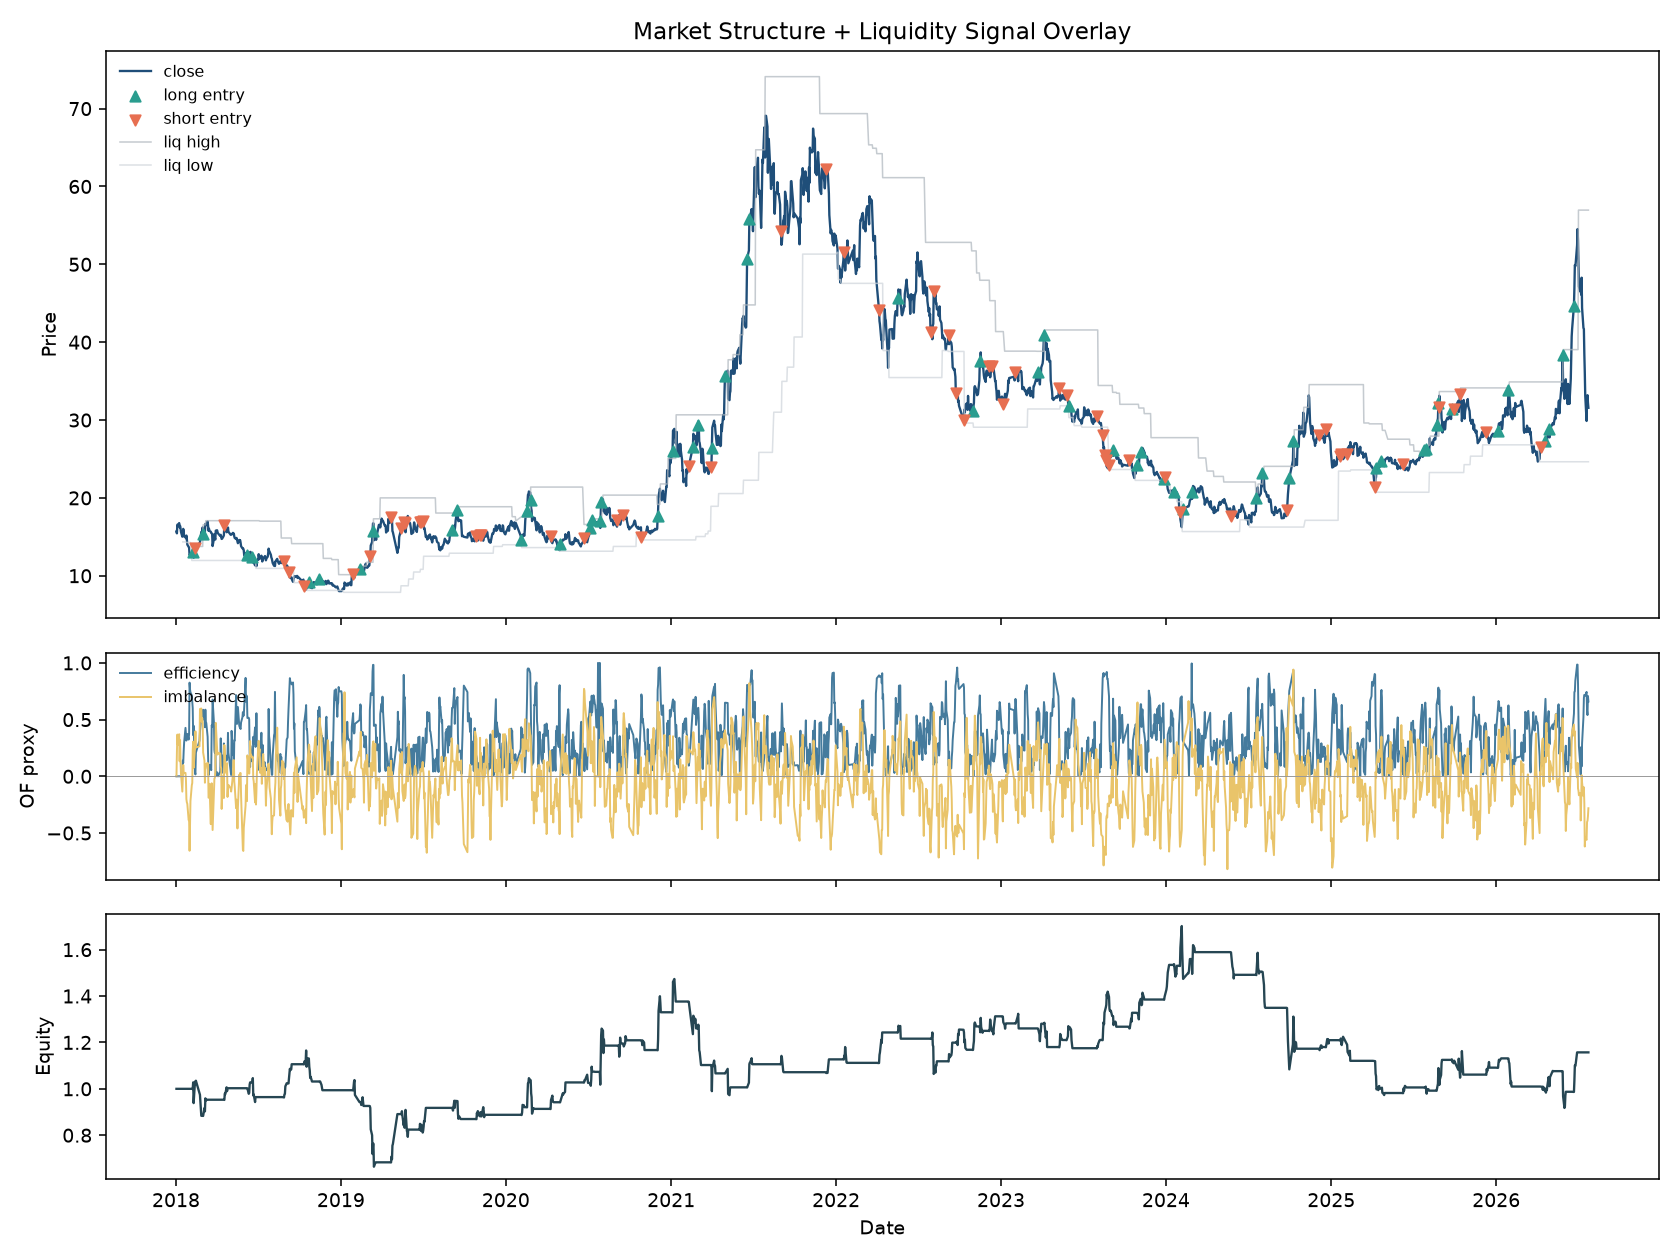 Market Structure + Liquidity Signal Overlay
close
long entry
short entry
liq high
liq low
Price
70
60
50
40
30
20
10
efficiency
imbalance
OF proxy
1.0
0.5
0.0
−0.5
Equity
1.6
1.4
1.2
1.0
0.8
2018 2019 2020 2021 2022 2023 2024 2025 2026
Date